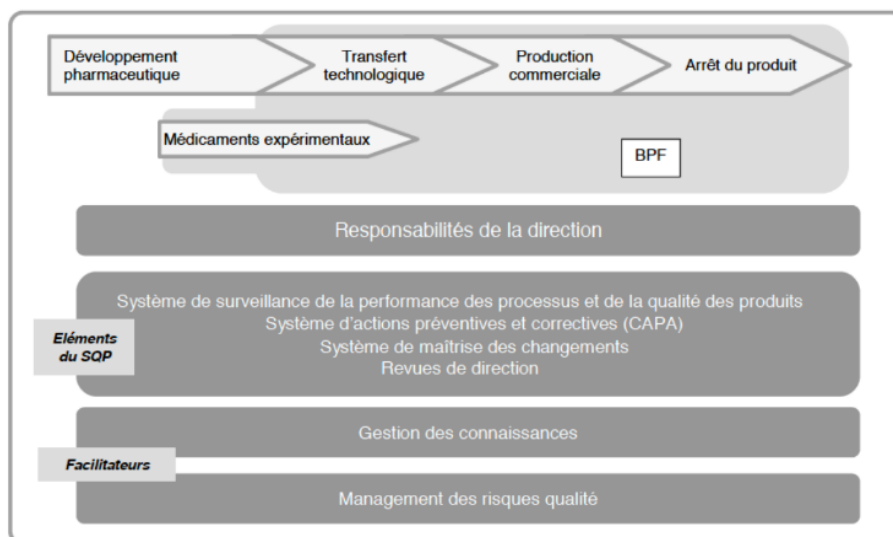 Développement
pharmaceutique
Transfert
technologique
Production
commerciale
Arrêt du produit
Médicaments expérimentaux
BPF
Responsabilités de la direction
Système de surveillance de la performance des processus et de la qualité des produits
Système d'actions préventives et correctives (CAPA)
Système de maîtrise des changements
Revues de direction
Eléments
du SQP
Gestion des connaissances
Facilitateurs
Management des risques qualité